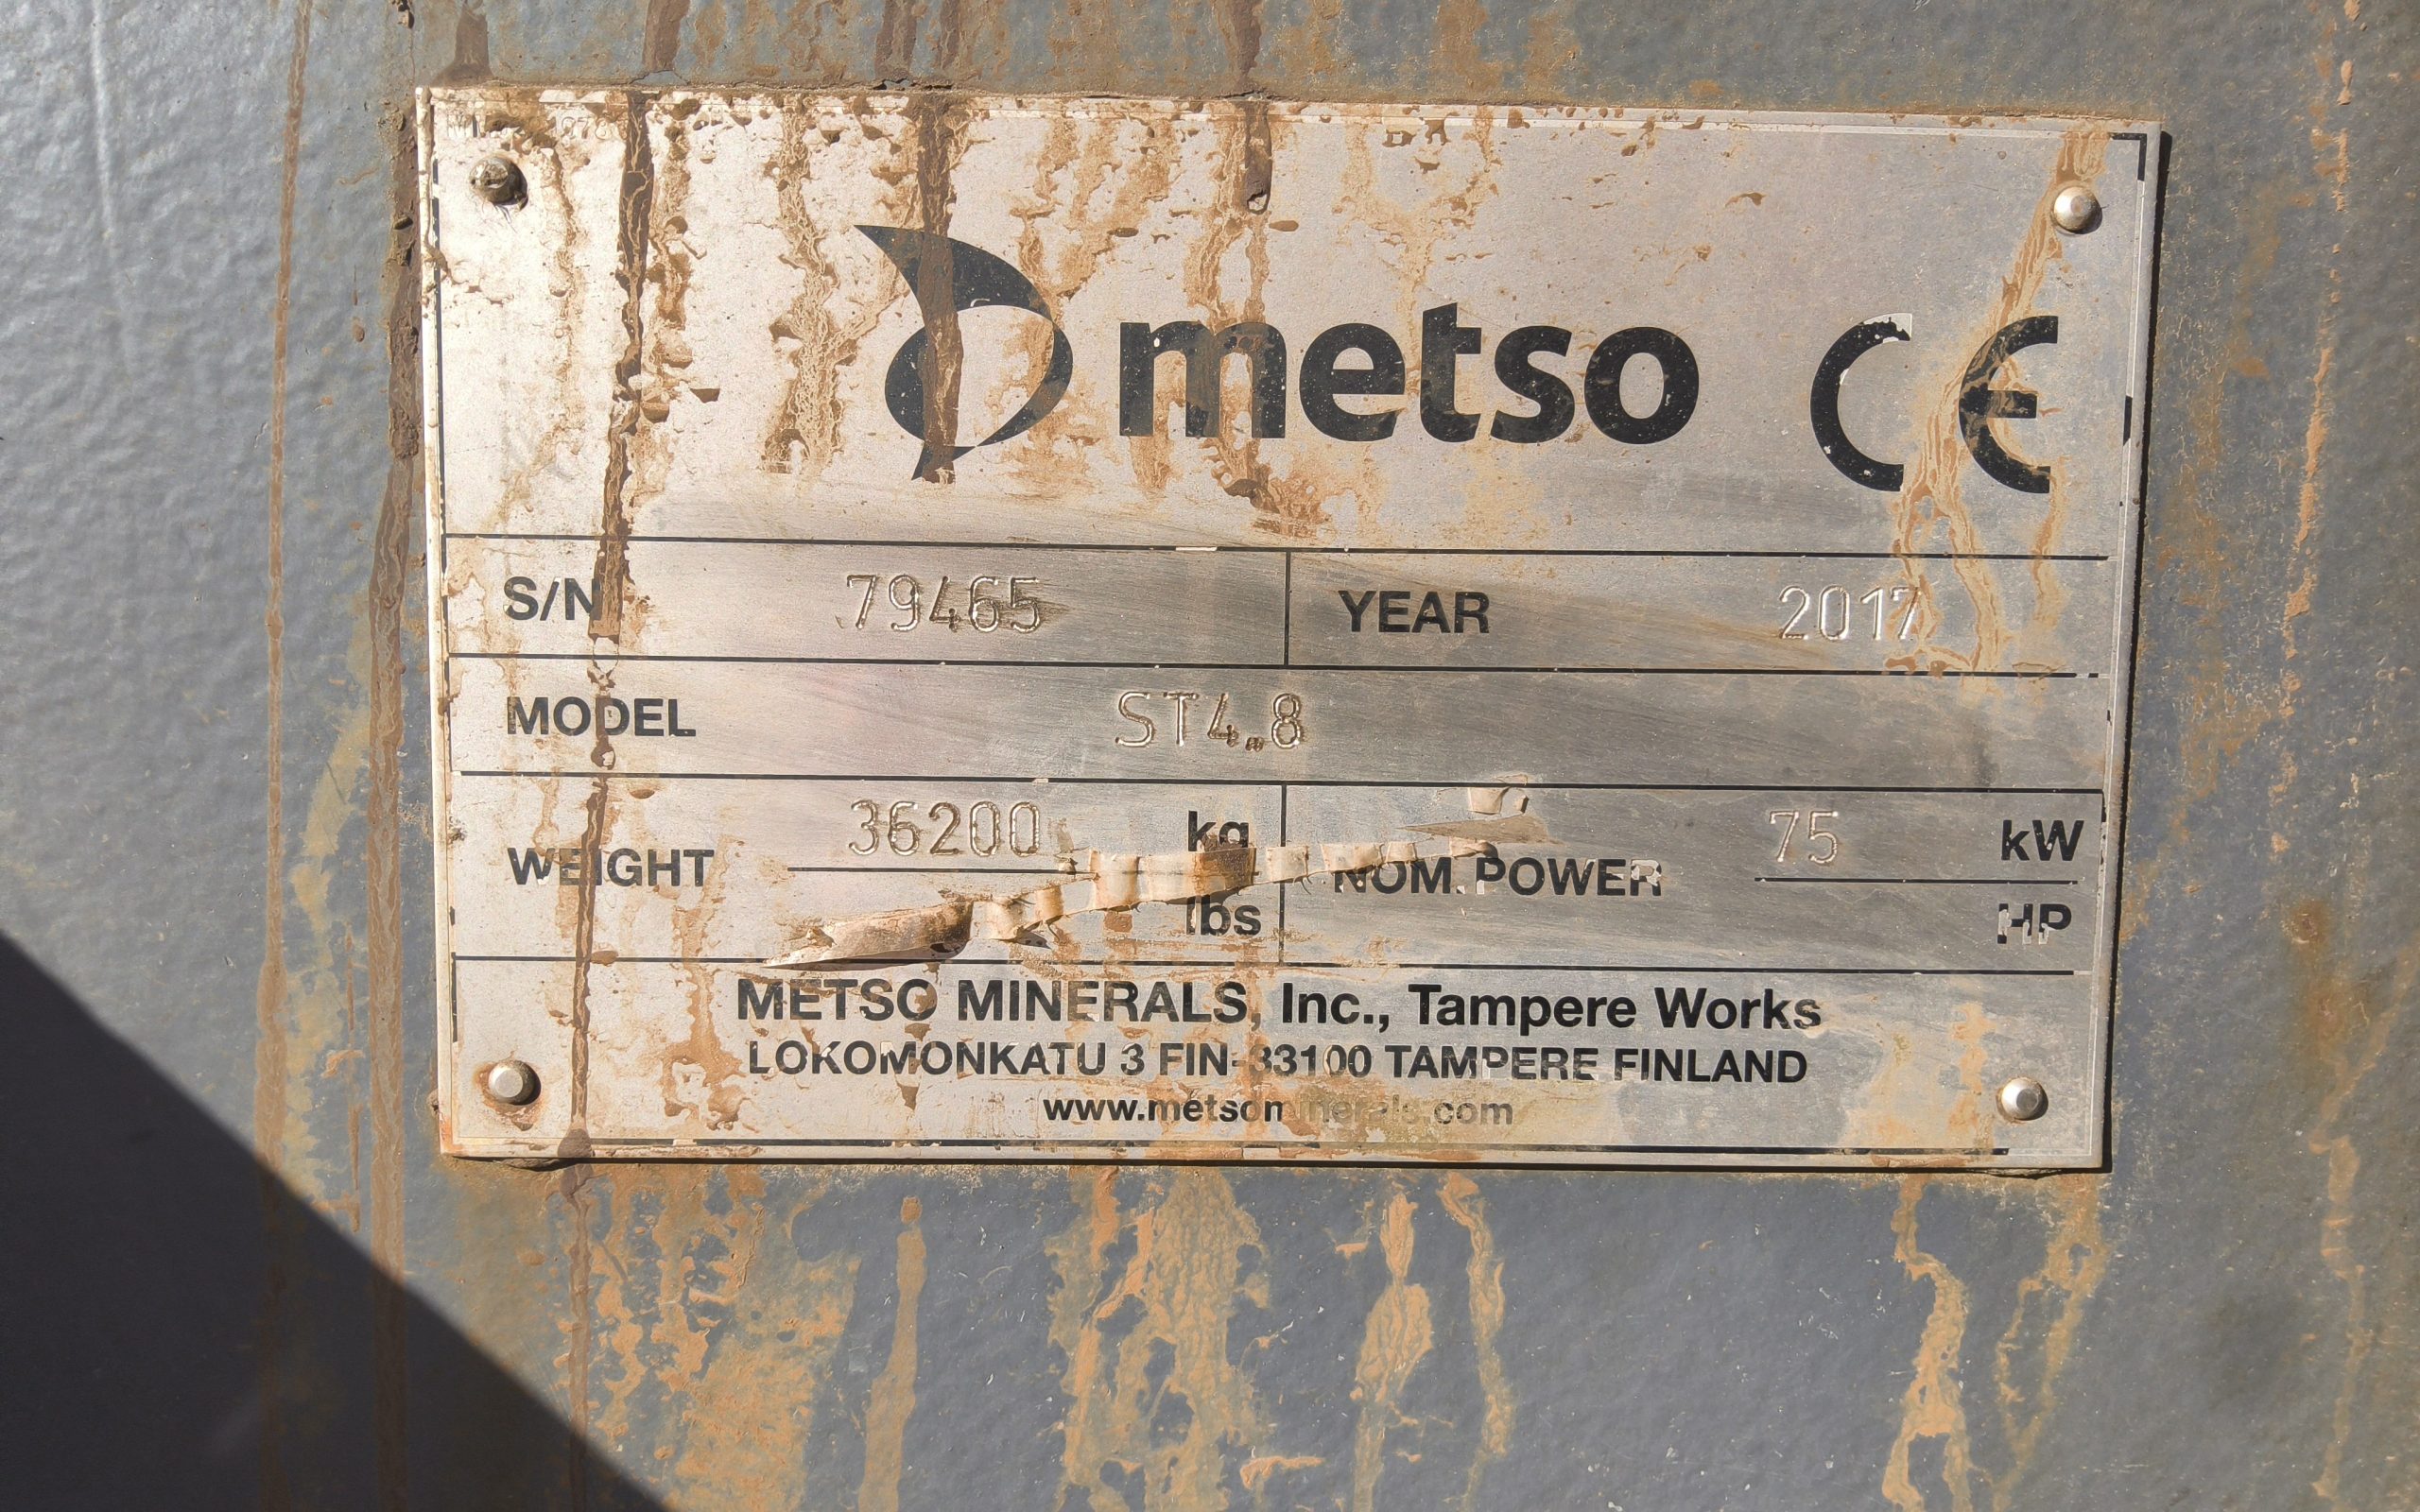 metso CE
S/N 79465 YEAR 2017
MODEL ST4.8
WEIGHT 36200 kg
lbs
NOM. POWER 75 kW
HP
METSO MINERALS, Inc., Tampere Works
LOKOMONKATU 3 FIN-33100 TAMPERE FINLAND
www.metsominerals.com